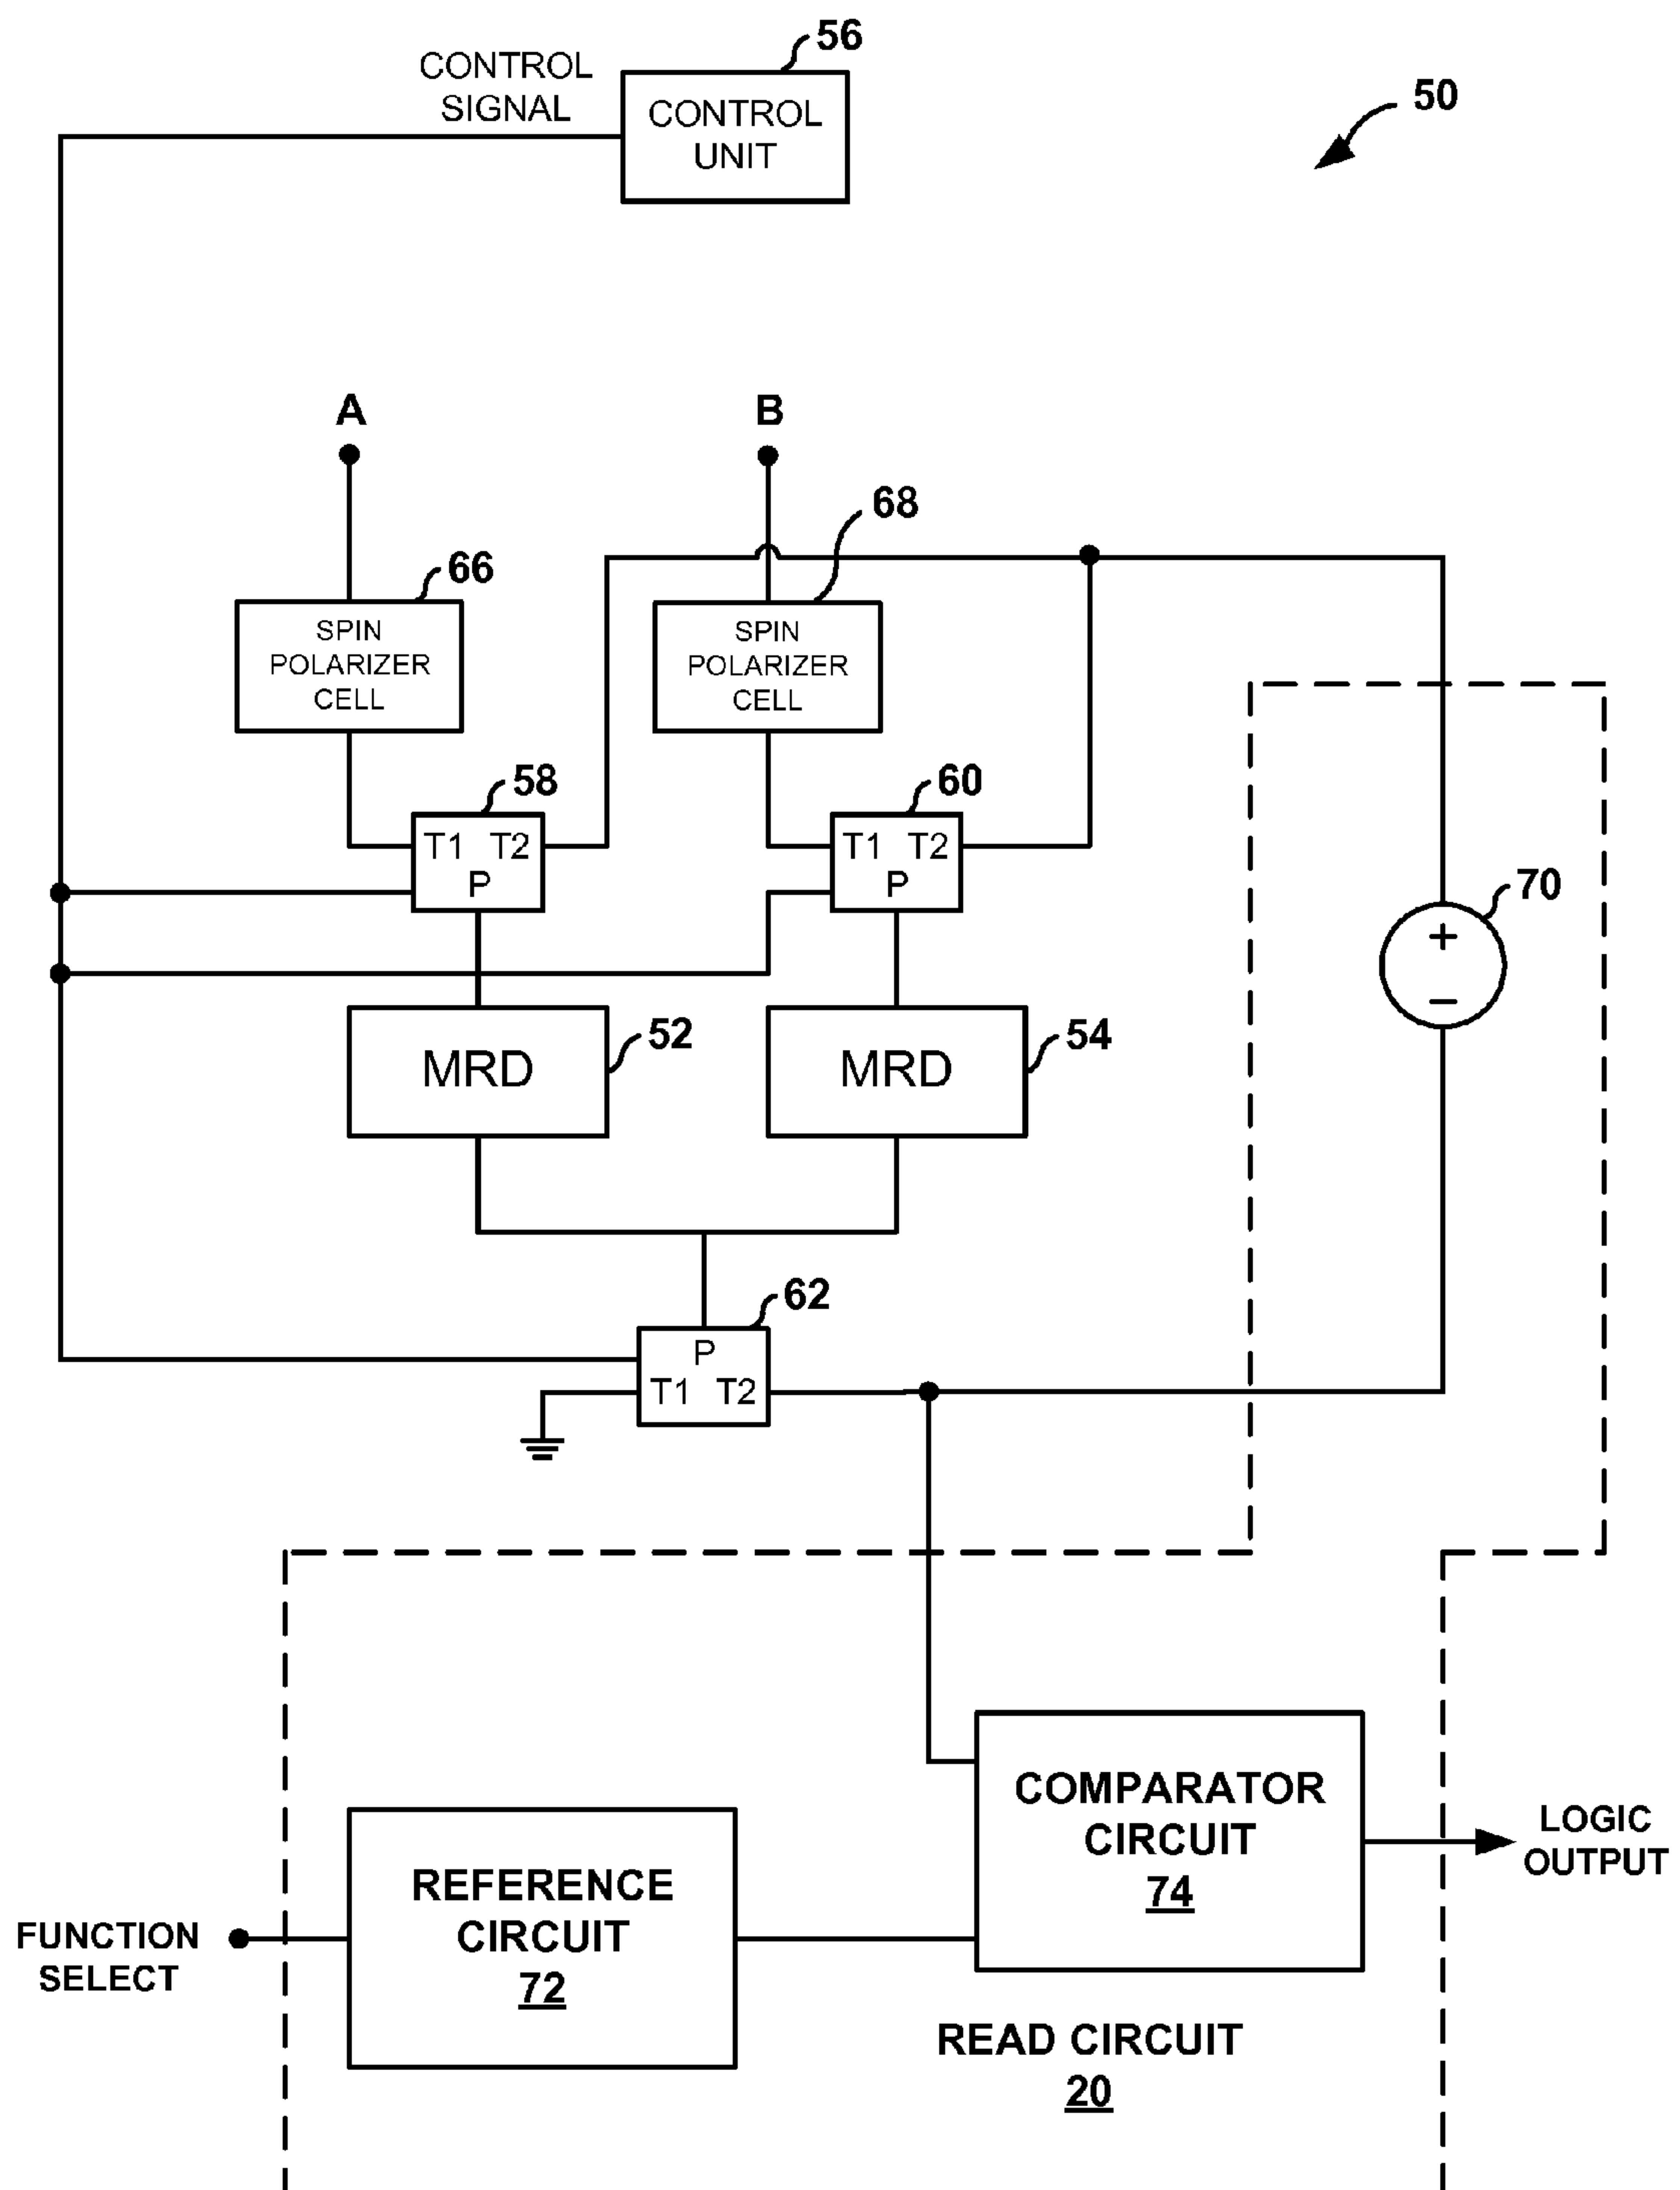 56
CONTROL
SIGNAL
CONTROL
UNIT
50
A
B
68
66
SPIN
POLARIZER
CELL
SPIN
POLARIZER
CELL
58
60
T1 T2
P
T1 T2
P
70
+
−
52
54
MRD
MRD
62
P
T1 T2
COMPARATOR
CIRCUIT
74
LOGIC
OUTPUT
REFERENCE
CIRCUIT
72
FUNCTION
SELECT
READ CIRCUIT
20